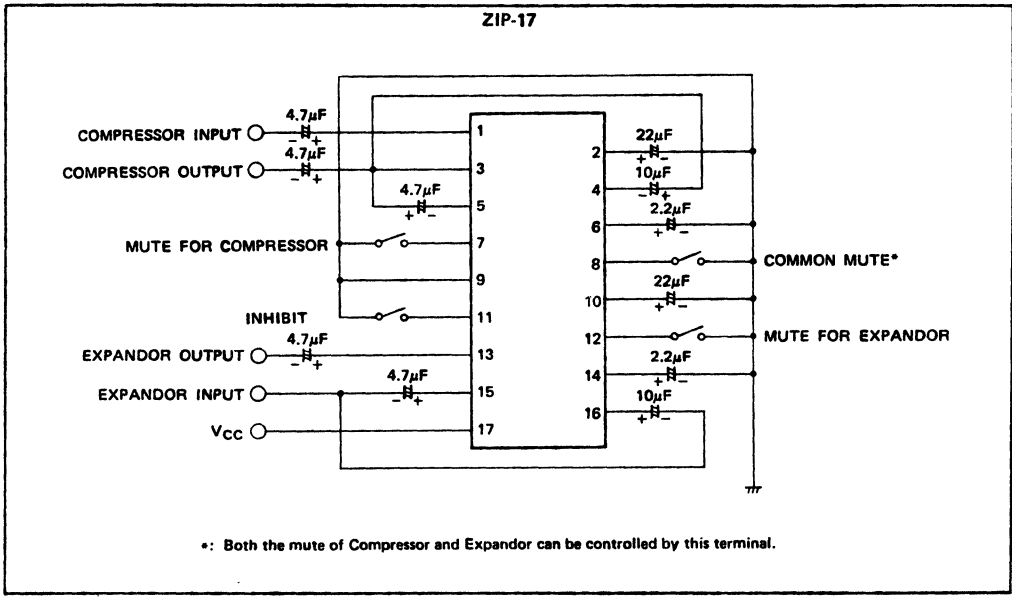 ZIP-17
4.7μF
COMPRESSOR INPUT - + 1
22μF
2 + -
4.7μF
COMPRESSOR OUTPUT - + 3
10μF
4 - +
4.7μF
+ - 5
2.2μF
6 + -
MUTE FOR COMPRESSOR 7
8 COMMON MUTE*
9
22μF
10 + -
INHIBIT 11
12 MUTE FOR EXPANDOR
4.7μF
EXPANDOR OUTPUT - + 13
2.2μF
14 + -
4.7μF
EXPANDOR INPUT - + 15
10μF
16 + -
VCC 17
*: Both the mute of Compressor and Expandor can be controlled by this terminal.